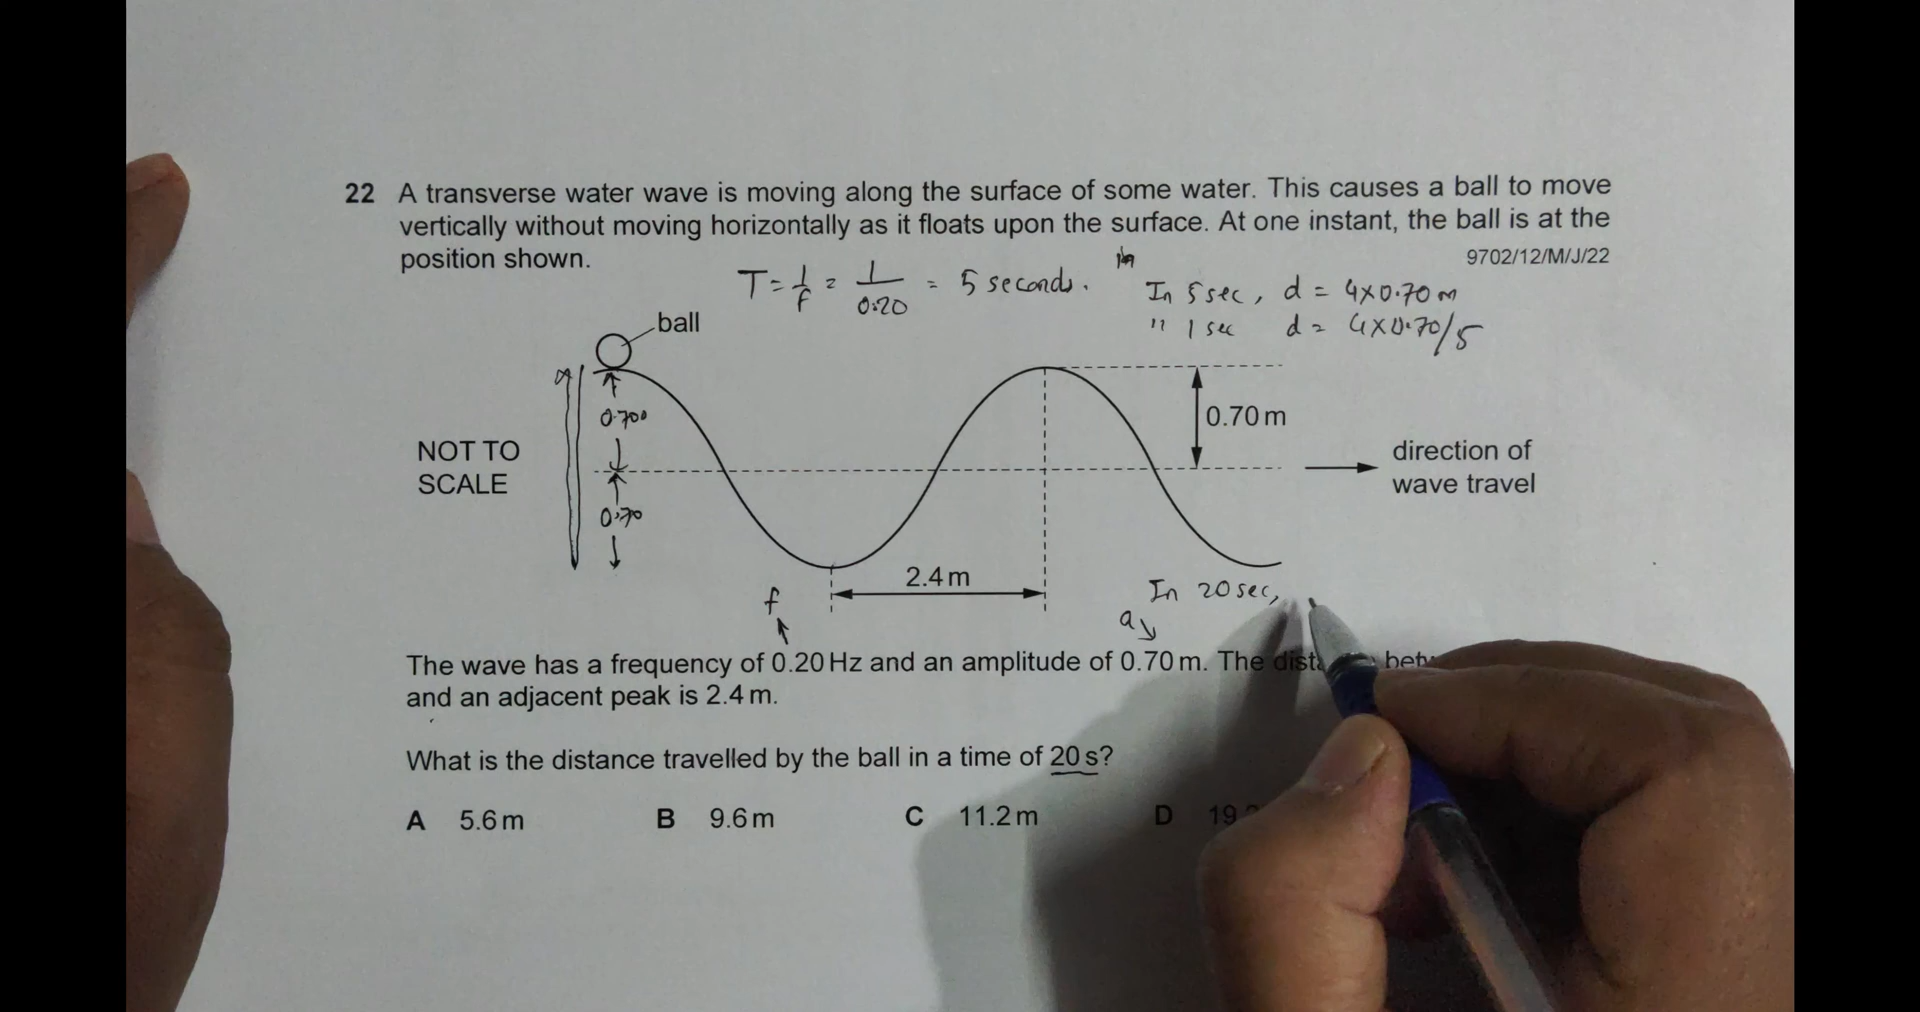 22 A transverse water wave is moving along the surface of some water. This causes a ball to move
vertically without moving horizontally as it floats upon the surface. At one instant, the ball is at the
position shown.
9702/12/M/J/22
T = 1/f = 1/0.20 = 5 seconds.
In 5 sec, d = 4×0.70 m
" 1 sec d = 4×0.70/5
ball
0.70
0.70 m
NOT TO
SCALE
direction of
wave travel
0.70
2.4 m
f
In 20 sec,
a
The wave has a frequency of 0.20 Hz and an amplitude of 0.70 m. The
and an adjacent peak is 2.4 m.
What is the distance travelled by the ball in a time of 20 s?
A 5.6 m B 9.6 m C 11.2 m D